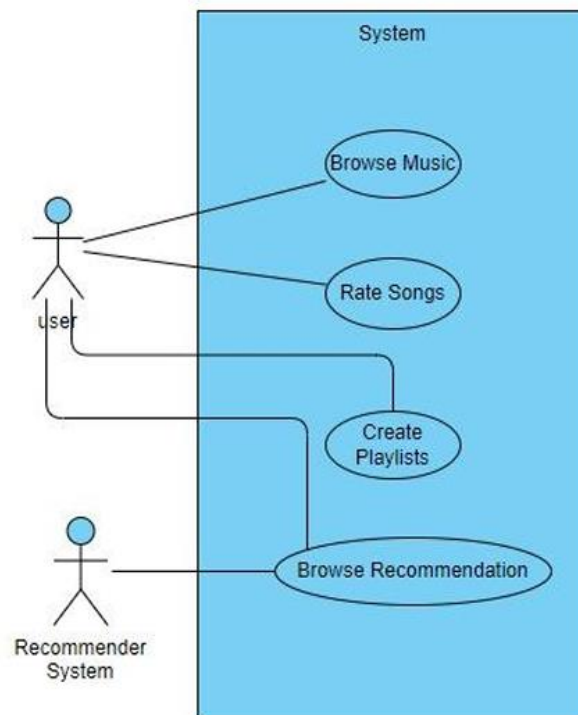 System
Browse Music
Rate Songs
user
Create
Playlists
Browse Recommendation
Recommender
System